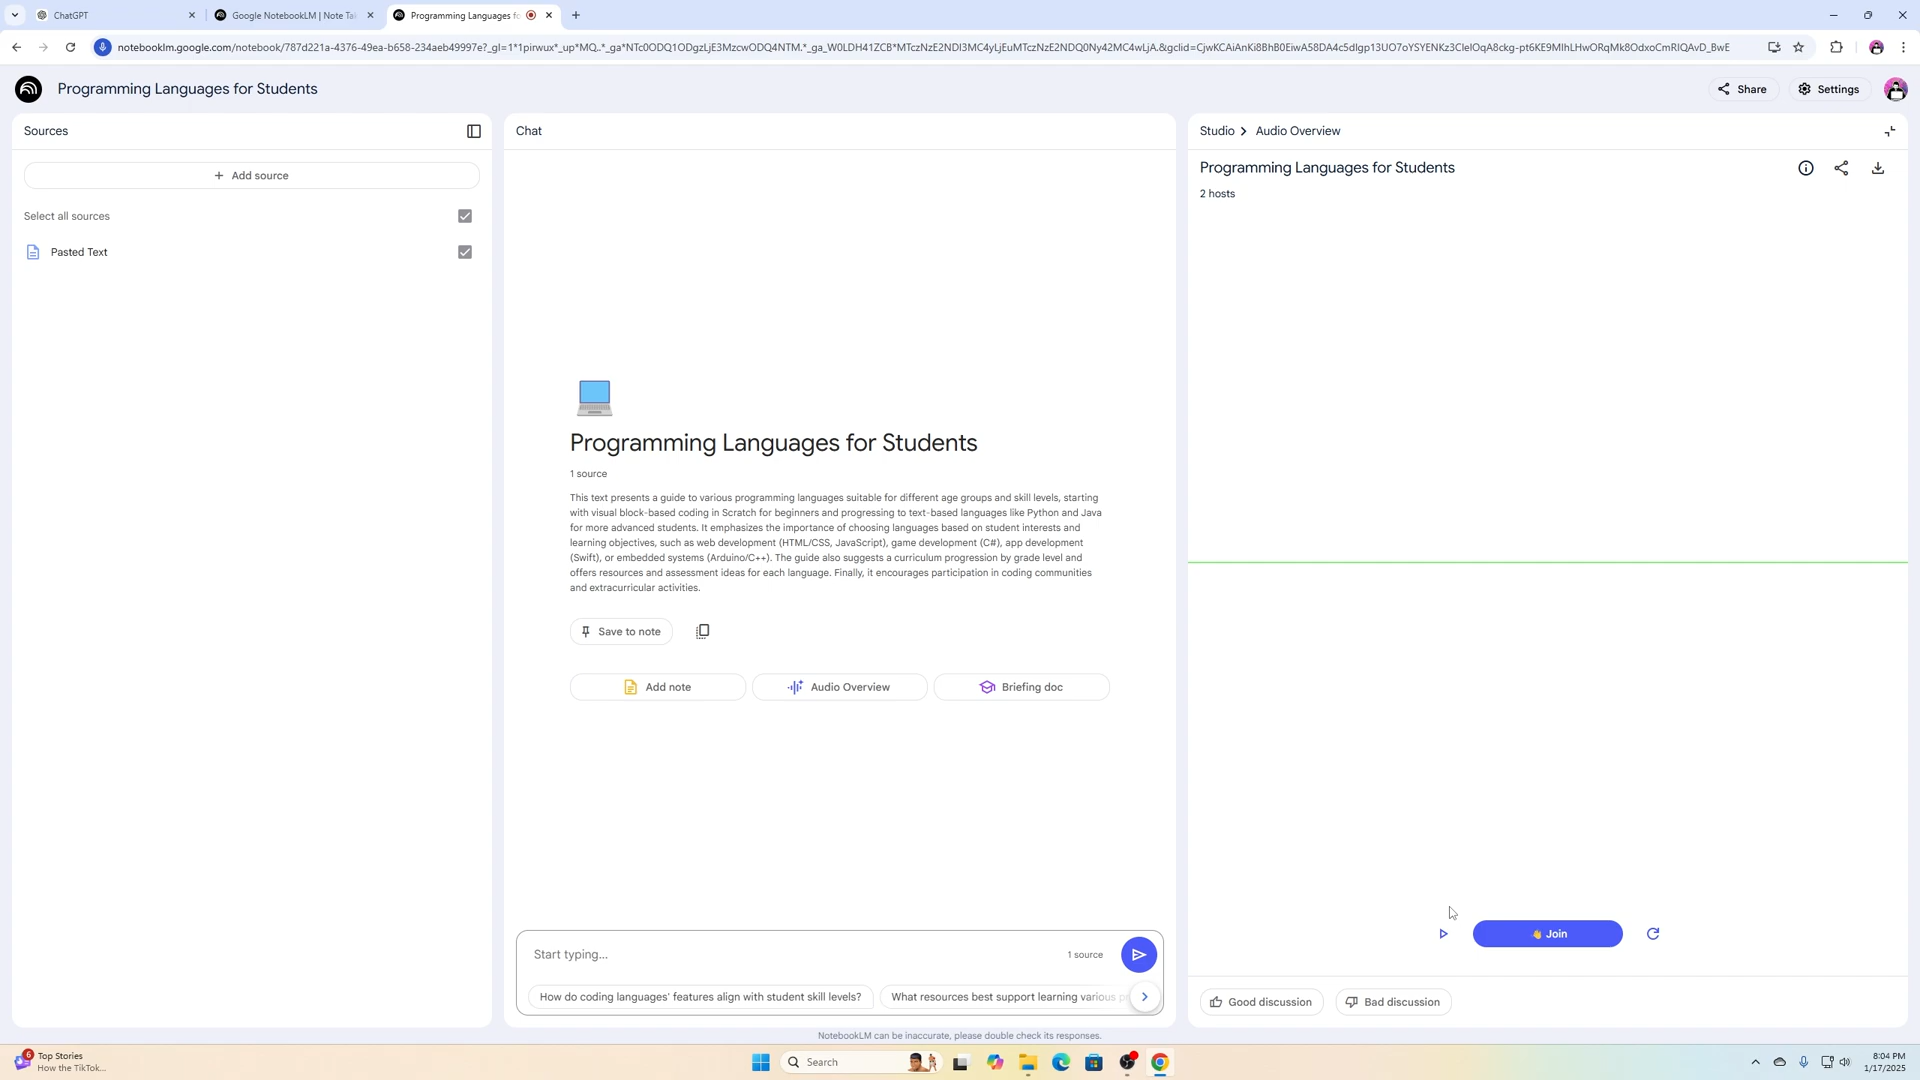 ChatGPT
Google NotebookLM | Note Ta
Programming Languages fo
notebooklm.google.com/notebook/787d221a-4376-49ea-b658-234aeb49997e?_gl=1*1pirwux*_up*MQ..*_ga*NTc0ODQ1ODgzLjE3MzcwODQ4NTM.*_ga_W0LDH41ZCB*MTczNzE2NDI3MC4yLjEuMTczNzE2NDQ0Ny42MC4wLjA.&gclid=CjwKCAiAnKi8BhB0EiwA58DA4c5dIgp13UO7oYSYENKz3CIelOqA8ckg-pt6KE9MlhLHwORqMk8OdxoCmRIQAvD_BwE
Programming Languages for Students
Share
Settings
Sources
Add source
Select all sources
Pasted Text
Chat
Programming Languages for Students
1 source
This text presents a guide to various programming languages suitable for different age groups and skill levels, starting
with visual block-based coding in Scratch for beginners and progressing to text-based languages like Python and Java
for more advanced students. It emphasizes the importance of choosing languages based on student interests and
learning objectives, such as web development (HTML/CSS, JavaScript), game development (C#), app development
(Swift), or embedded systems (Arduino/C++). The guide also suggests a curriculum progression by grade level and
offers resources and assessment ideas for each language. Finally, it encourages participation in coding communities
and extracurricular activities.
Save to note
Add note
Audio Overview
Briefing doc
Start typing...
1 source
How do coding languages' features align with student skill levels?
What resources best support learning various
NotebookLM can be inaccurate, please double check its responses.
Studio > Audio Overview
Programming Languages for Students
2 hosts
Join
Good discussion
Bad discussion
6
Top Stories
How the TikTok...
Search
8:04 PM
1/17/2025